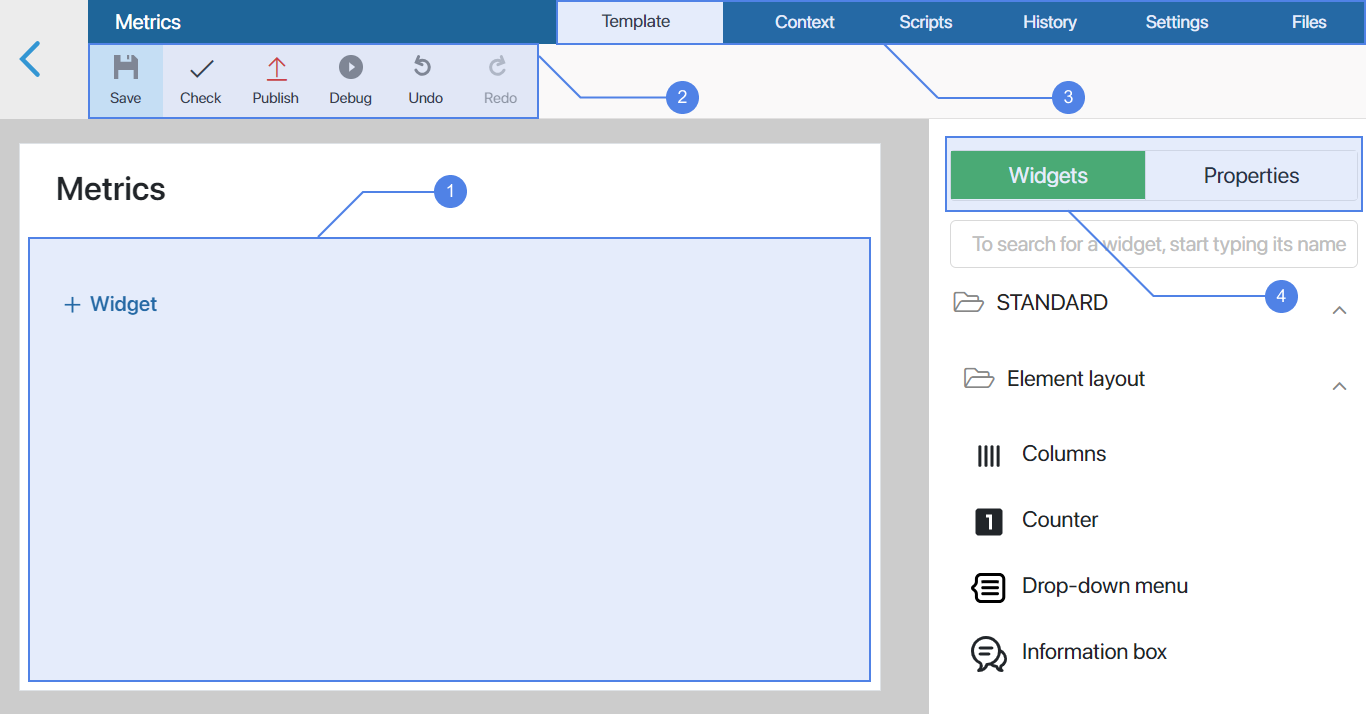 Metrics
Template Context Scripts History Settings Files
Save Check Publish Debug Undo Redo
2
3
Metrics
1
Widgets Properties
To search for a widget, start typing its name
+ Widget
STANDARD
4
Element layout
Columns
1 Counter
Drop-down menu
Information box